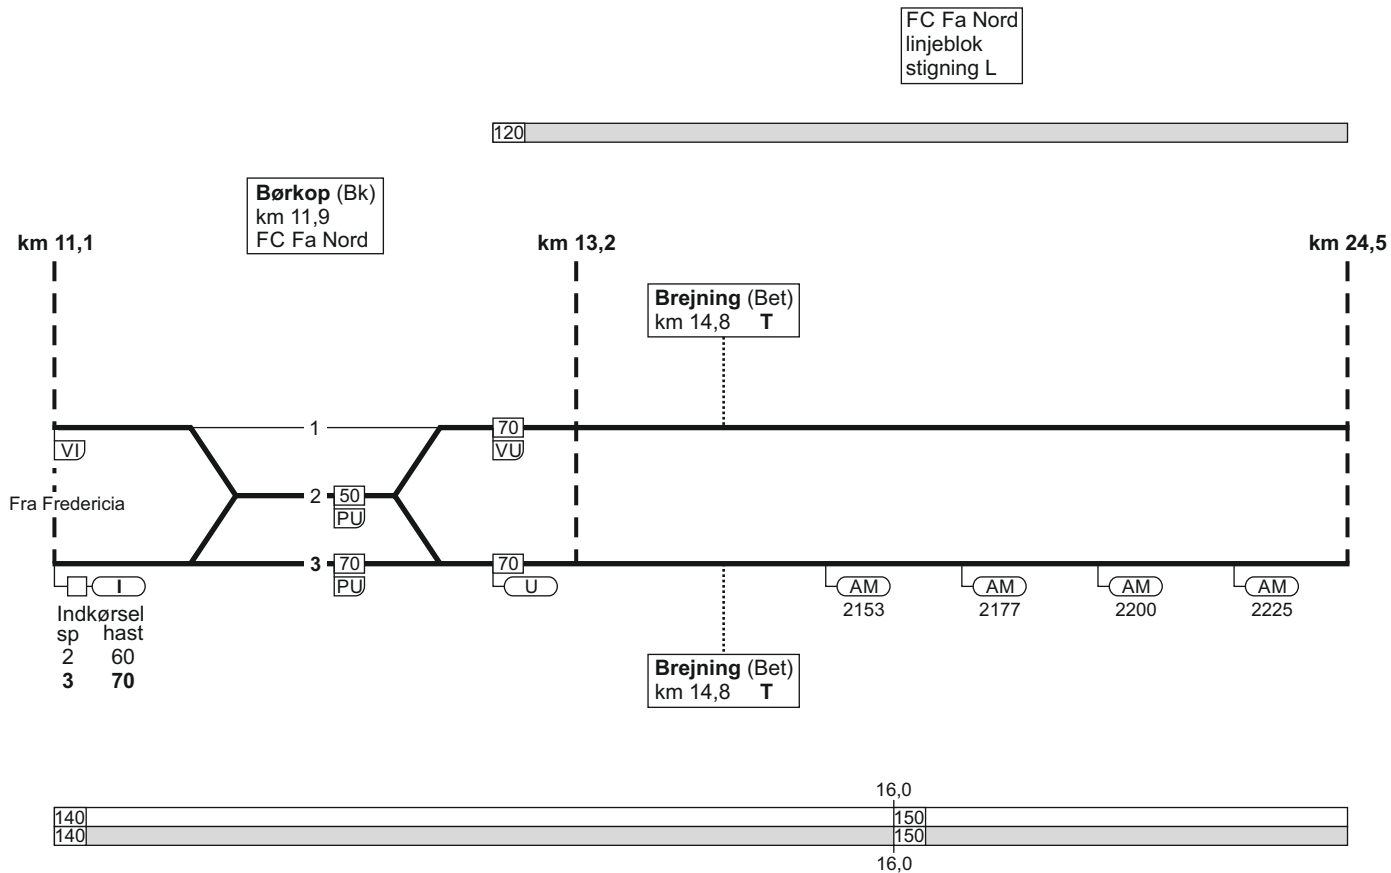 FC Fa Nord
linjeblok
stigning L
120
Børkop (Bk)
km 11,9
FC Fa Nord
km 11,1
km 13,2
km 24,5
Brejning (Bet)
km 14,8 T
1
70
VI
VU
Fra Fredericia
2 50
PU
3 70
70
I
PU
U
AM
AM
AM
AM
2153
2177
2200
2225
Indkørsel
sp hast
2 60
3 70
Brejning (Bet)
km 14,8 T
16,0
140
150
140
150
16,0